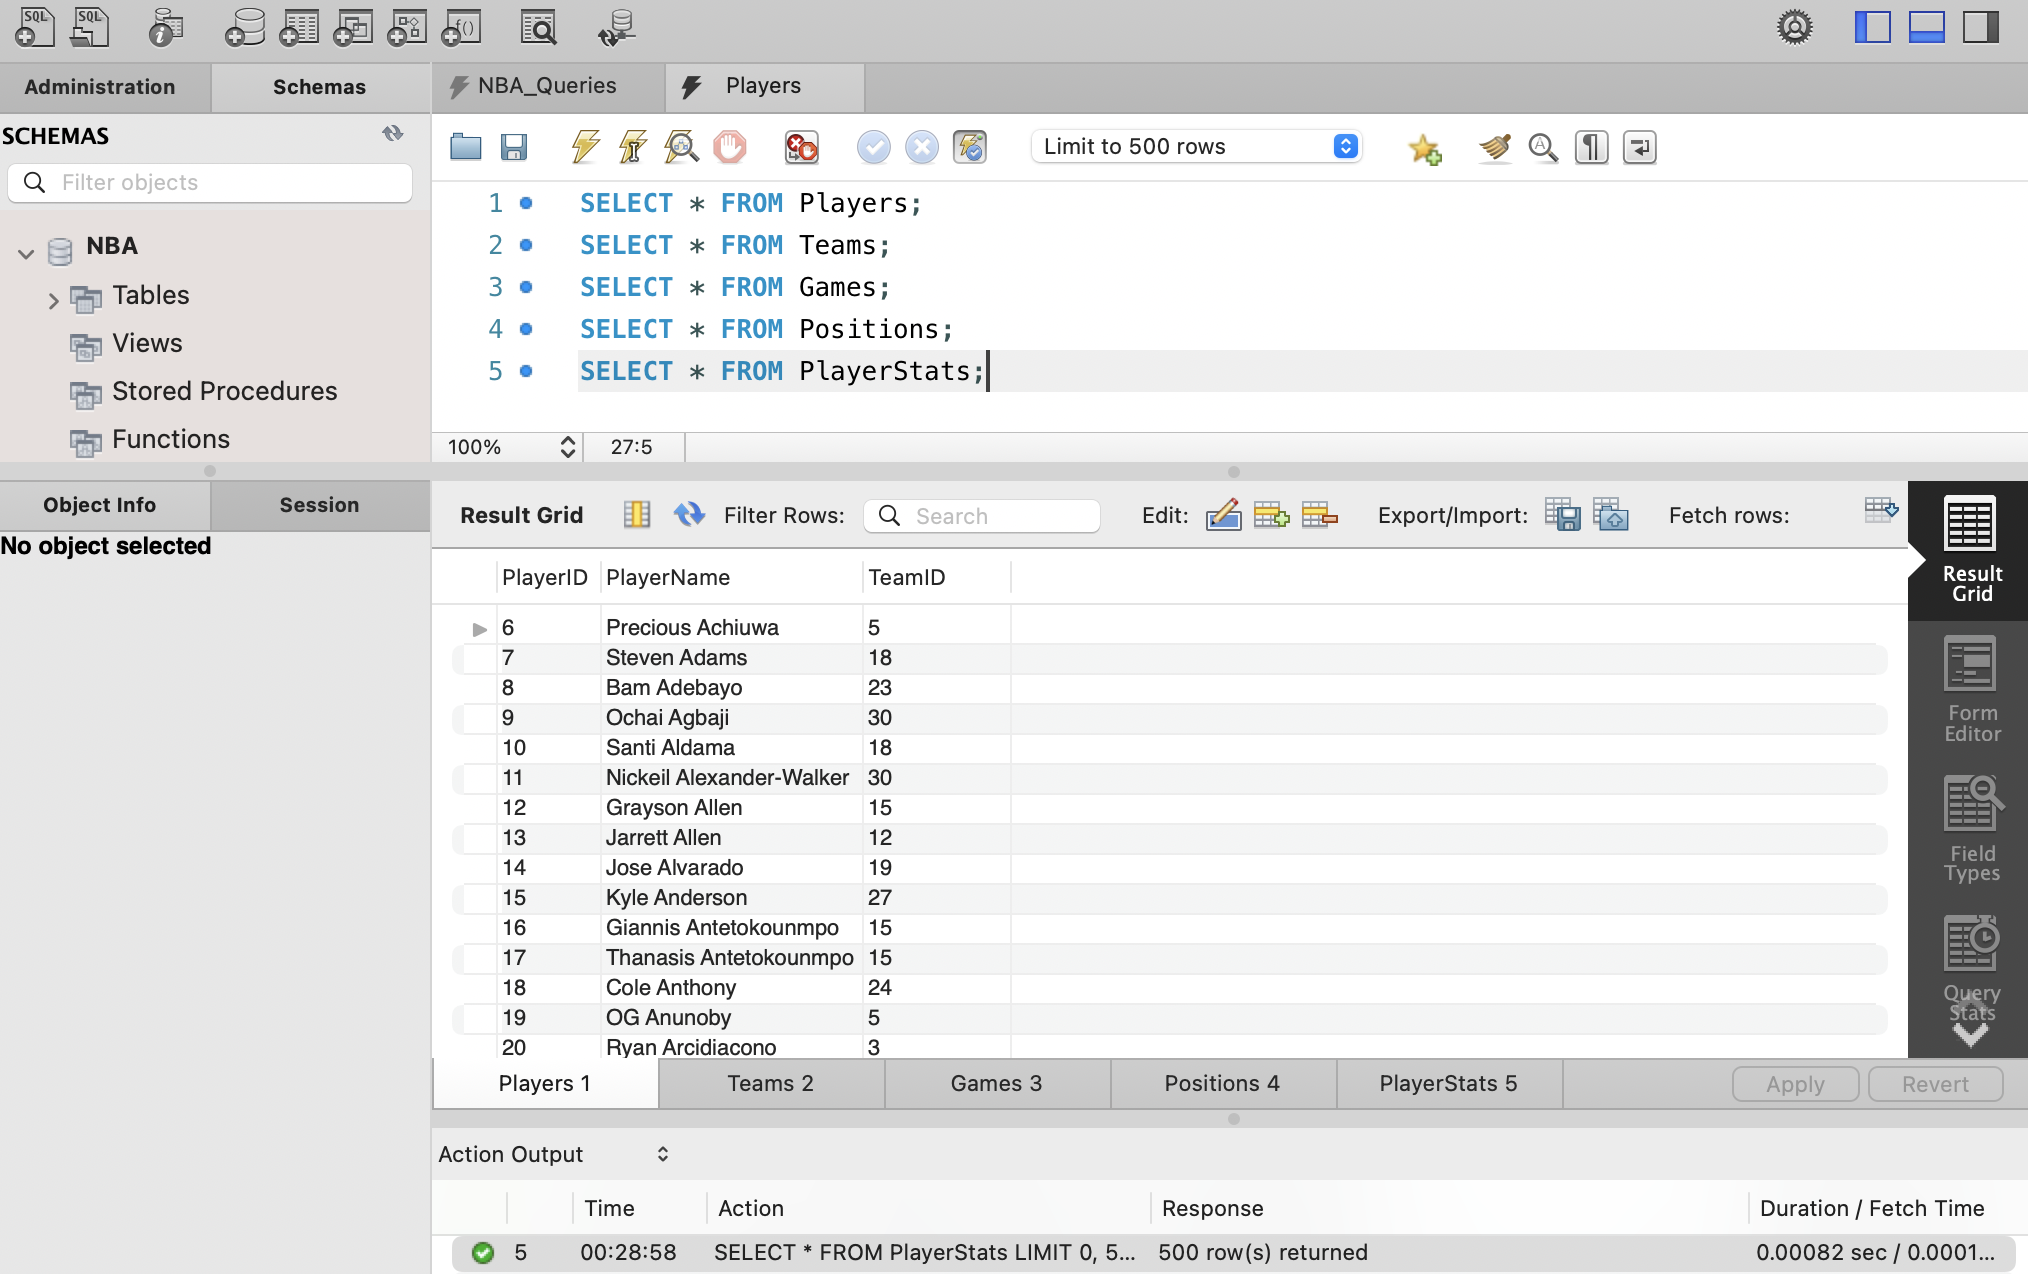 SQL SQL
f()
Administration Schemas NBA_Queries Players
SCHEMAS
Filter objects
Limit to 500 rows
NBA
Tables
Views
Stored Procedures
Functions
1 SELECT * FROM Players;
2 SELECT * FROM Teams;
3 SELECT * FROM Games;
4 SELECT * FROM Positions;
5 SELECT * FROM PlayerStats;
100% 27:5
Object Info Session
No object selected
Result Grid Filter Rows: Search Edit: Export/Import: Fetch rows:
PlayerID PlayerName TeamID
6 Precious Achiuwa 5
7 Steven Adams 18
8 Bam Adebayo 23
9 Ochai Agbaji 30
10 Santi Aldama 18
11 Nickeil Alexander-Walker 30
12 Grayson Allen 15
13 Jarrett Allen 12
14 Jose Alvarado 19
15 Kyle Anderson 27
16 Giannis Antetokounmpo 15
17 Thanasis Antetokounmpo 15
18 Cole Anthony 24
19 OG Anunoby 5
20 Ryan Arcidiacono 3
Result
Grid
Form
Editor
Field
Types
Query
Stats
Players 1 Teams 2 Games 3 Positions 4 PlayerStats 5 Apply Revert
Action Output
Time Action Response Duration / Fetch Time
5 00:28:58 SELECT * FROM PlayerStats LIMIT 0, 5... 500 row(s) returned 0.00082 sec / 0.0001...